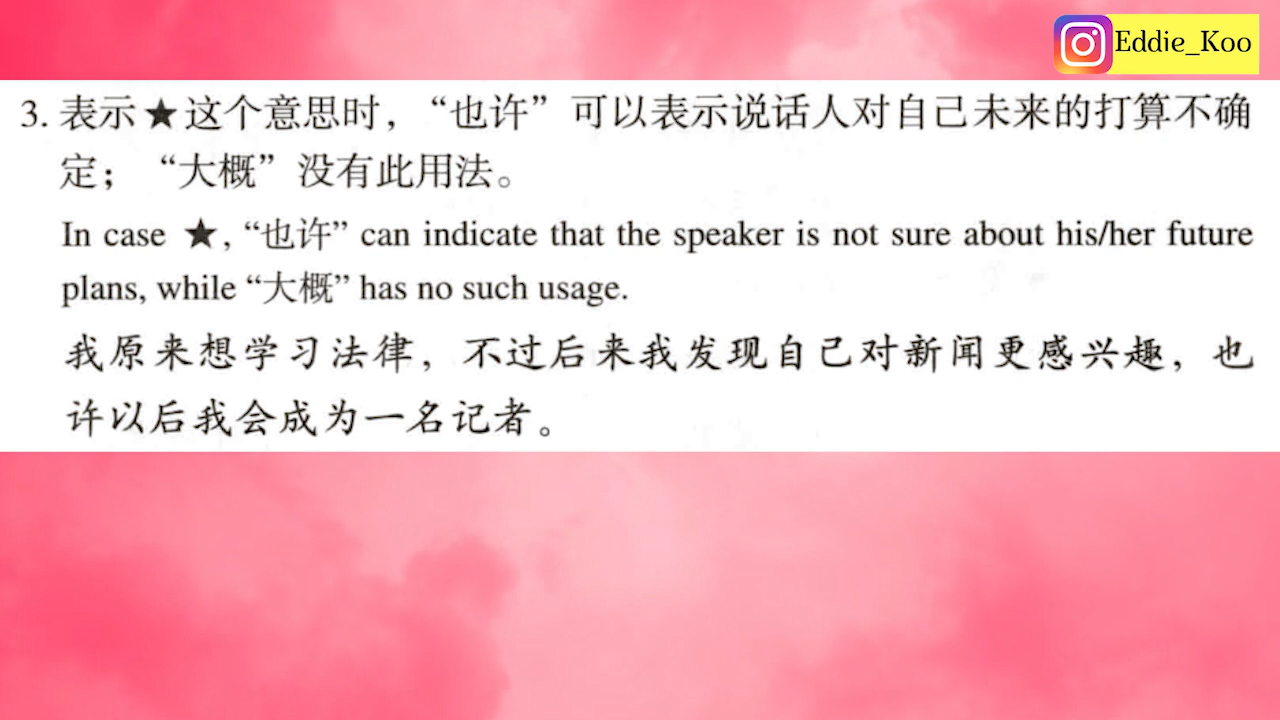 Eddie_Koo
3. 表示★这个意思时，“也许”可以表示说话人对自己未来的打算不确
定；“大概”没有此用法。
In case ★, “也许” can indicate that the speaker is not sure about his/her future
plans, while “大概” has no such usage.
我原来想学习法律，不过后来我发现自己对新闻更感兴趣，也
许以后我会成为一名记者。